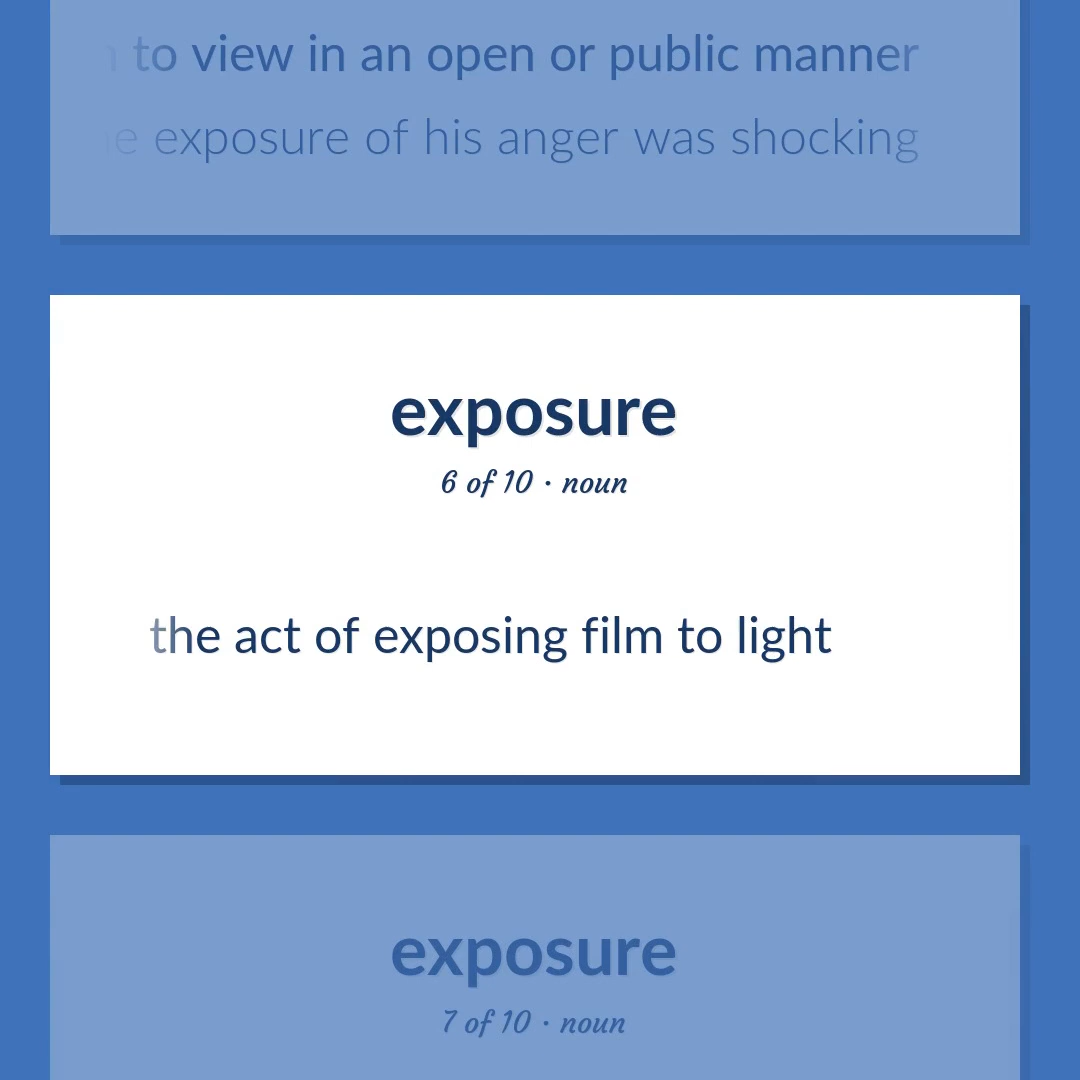 to view in an open or public manner
exposure of his anger was shocking
exposure
6 of 10 · noun
the act of exposing film to light
exposure
7 of 10 · noun